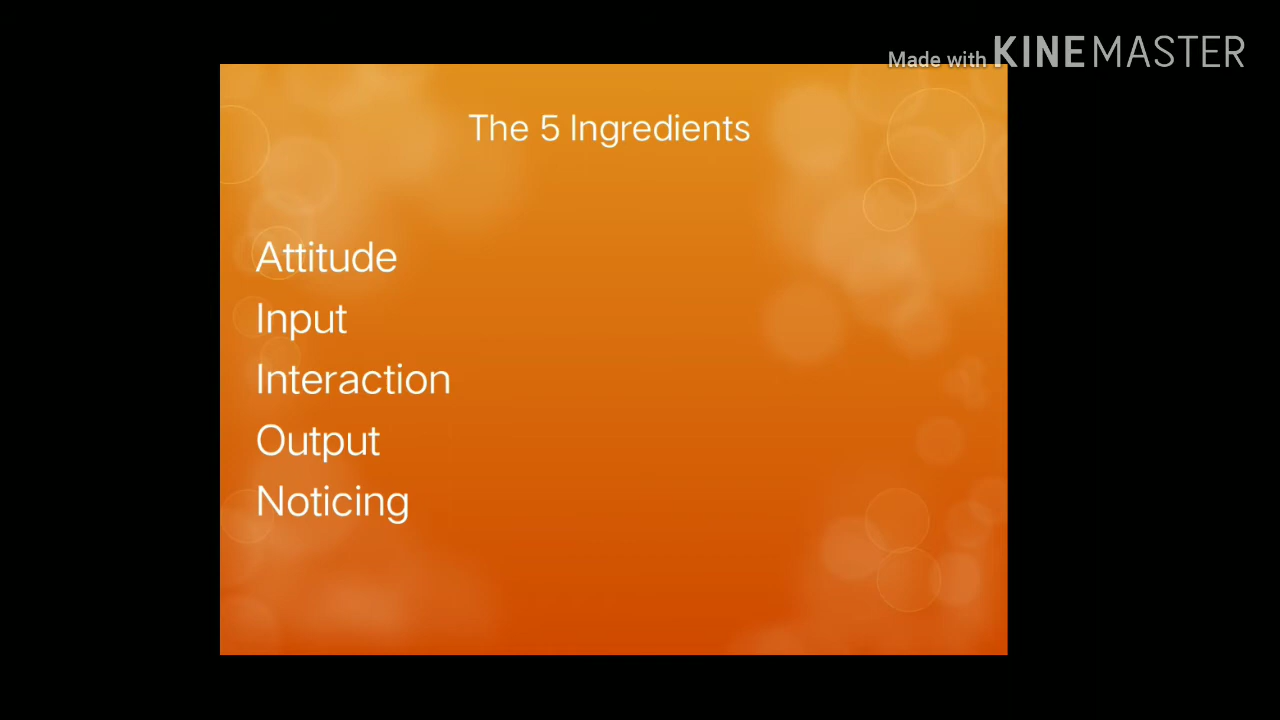 Made with KINEMASTER
The 5 Ingredients
Attitude
Input
Interaction
Output
Noticing